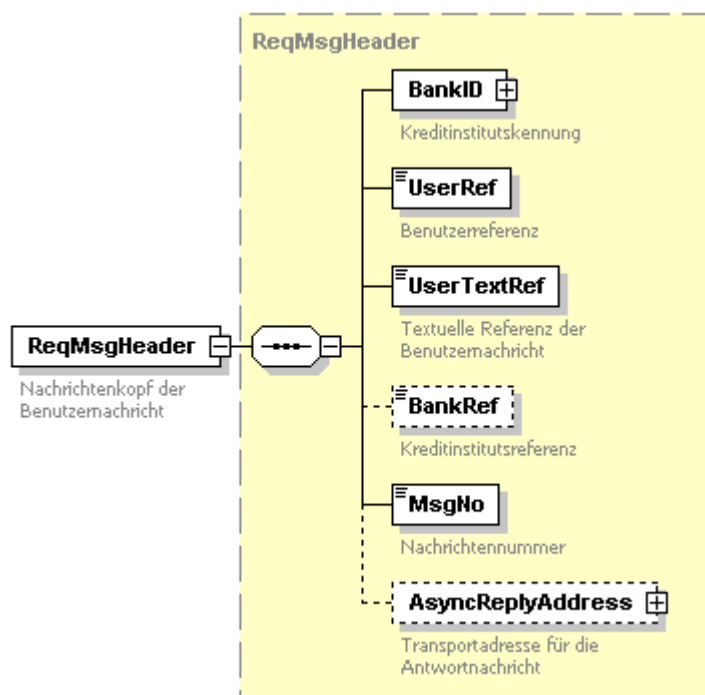 ReqMsgHeader
BankID
Kreditinstitutskennung
UserRef
Benutzerreferenz
UserTextRef
Textuelle Referenz der
Benutzernachricht
ReqMsgHeader
Nachrichtenkopf der
Benutzernachricht
BankRef
Kreditinstitutsreferenz
MsgNo
Nachrichtennummer
AsyncReplyAddress
Transportadresse für die
Antwortnachricht